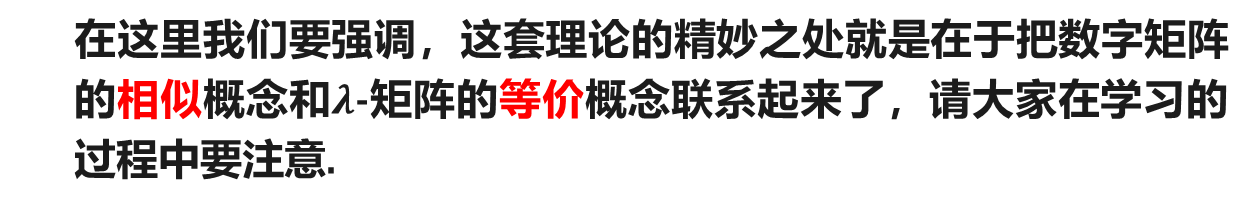 在这里我们要强调，这套理论的精妙之处就是在于把数字矩阵
的相似概念和λ-矩阵的等价概念联系起来了，请大家在学习的
过程中要注意.